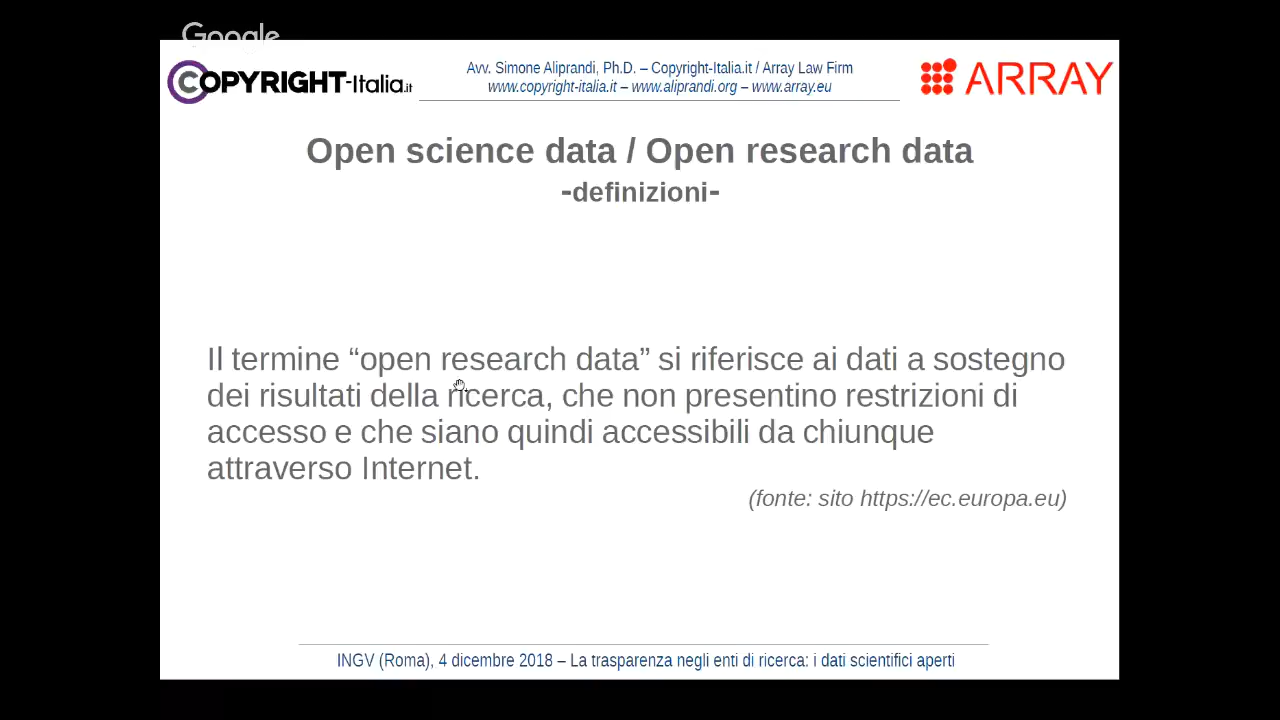 Google
COPYRIGHT-Italia.it
Avv. Simone Aliprandi, Ph.D. – Copyright-Italia.it / Array Law Firm
www.copyright-italia.it – www.aliprandi.org – www.array.eu
ARRAY
Open science data / Open research data
-definizioni-
Il termine “open research data” si riferisce ai dati a sostegno
dei risultati della ricerca, che non presentino restrizioni di
accesso e che siano quindi accessibili da chiunque
attraverso Internet.
(fonte: sito https://ec.europa.eu)
INGV (Roma), 4 dicembre 2018 – La trasparenza negli enti di ricerca: i dati scientifici aperti